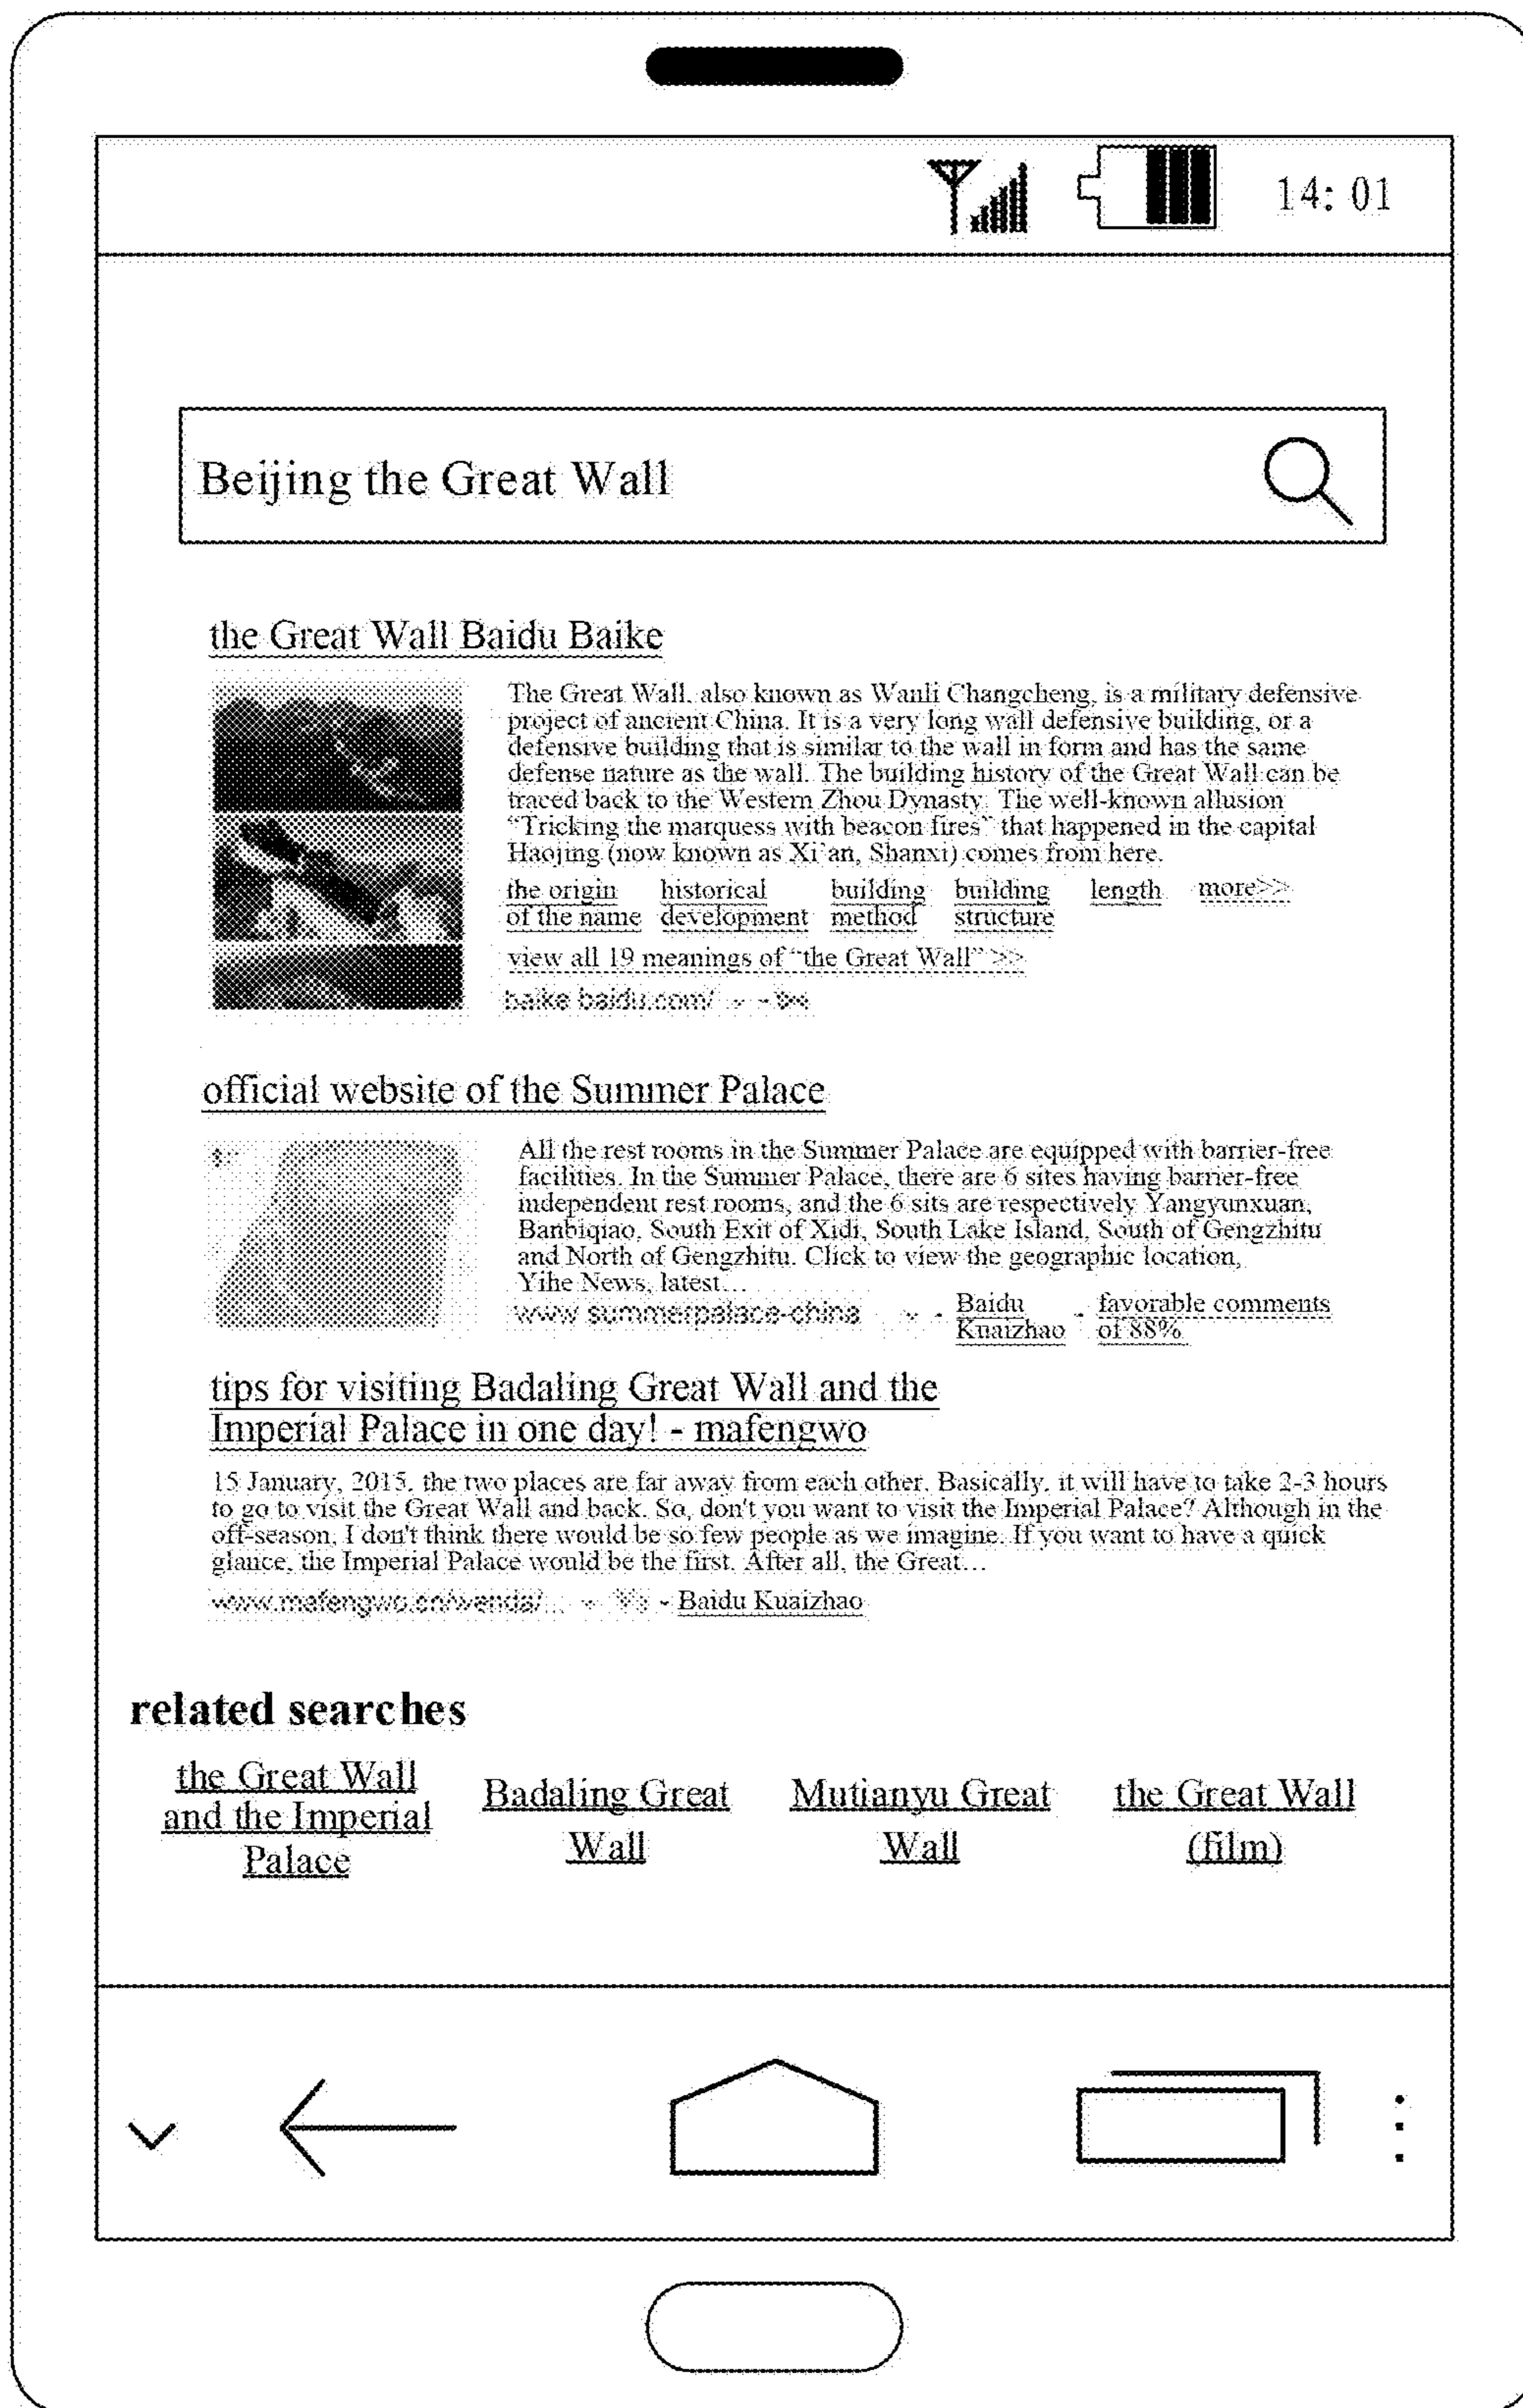 14: 01
Beijing the Great Wall
the Great Wall Baidu Baike
The Great Wall, also known as Wanli Changcheng, is a military defensive
project of ancient China. It is a very long wall defensive building, or a
defensive building that is similar to the wall in form and has the same
defense nature as the wall. The building history of the Great Wall can be
traced back to the Western Zhou Dynasty. The well-known allusion
“Tricking the marquess with beacon fires” that happened in the capital
Haojing (now known as Xi'an, Shanxi) comes from here.
the origin historical building building length more>>
of the name development method structure
view all 19 meanings of “the Great Wall” >>
baike baidu.com/
official website of the Summer Palace
All the rest rooms in the Summer Palace are equipped with barrier-free
facilities. In the Summer Palace, there are 6 sites having barrier-free
independent rest rooms, and the 6 sits are respectively Yangyunxuan,
Banbiqiao, South Exit of Xidi, South Lake Island, South of Gengzhitu
and North of Gengzhitu. Click to view the geographic location,
Yihe News, latest...
www summerpalace-china - Baidu - favorable comments
Kuaizhao of 88%
tips for visiting Badaling Great Wall and the
Imperial Palace in one day! - mafengwo
15 January, 2015. the two places are far away from each other. Basically, it will have to take 2-3 hours
to go to visit the Great Wall and back. So, don't you want to visit the Imperial Palace? Although in the
off-season, I don't think there would be so few people as we imagine. If you want to have a quick
glance, the Imperial Palace would be the first. After all, the Great...
www.mafengwo.cn/wenda/... - Baidu Kuaizhao
related searches
the Great Wall
and the Imperial
Palace
Badaling Great
Wall
Mutianyu Great
Wall
the Great Wall
(film)